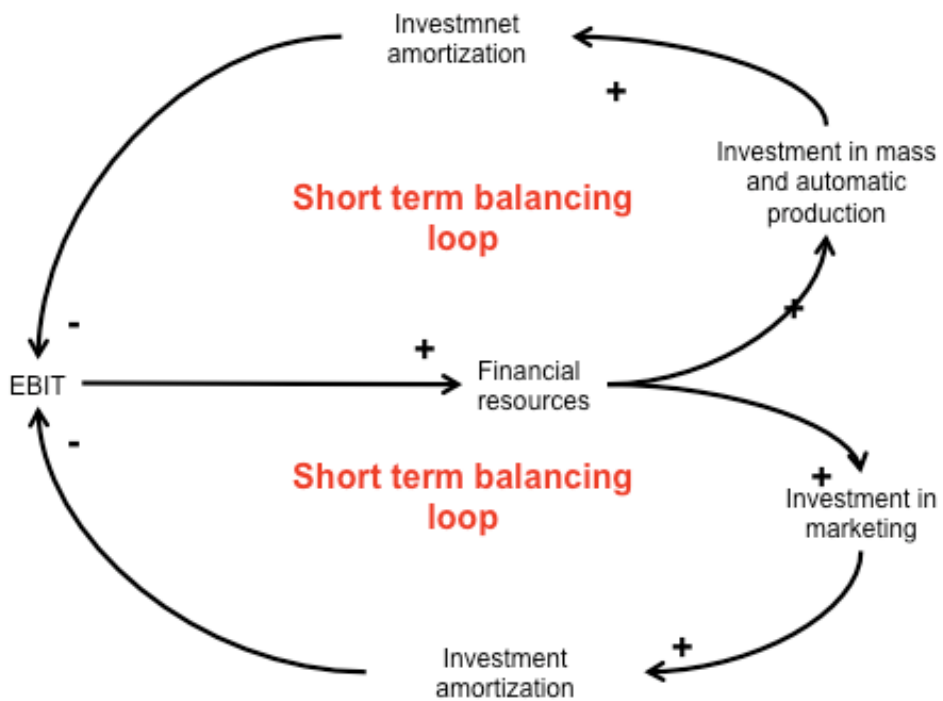 Investmnet
amortization
+
Investment in mass
and automatic
production
Short term balancing
loop
-
+
+
EBIT
Financial
resources
-
Short term balancing
loop
+
Investment in
marketing
+
Investment
amortization